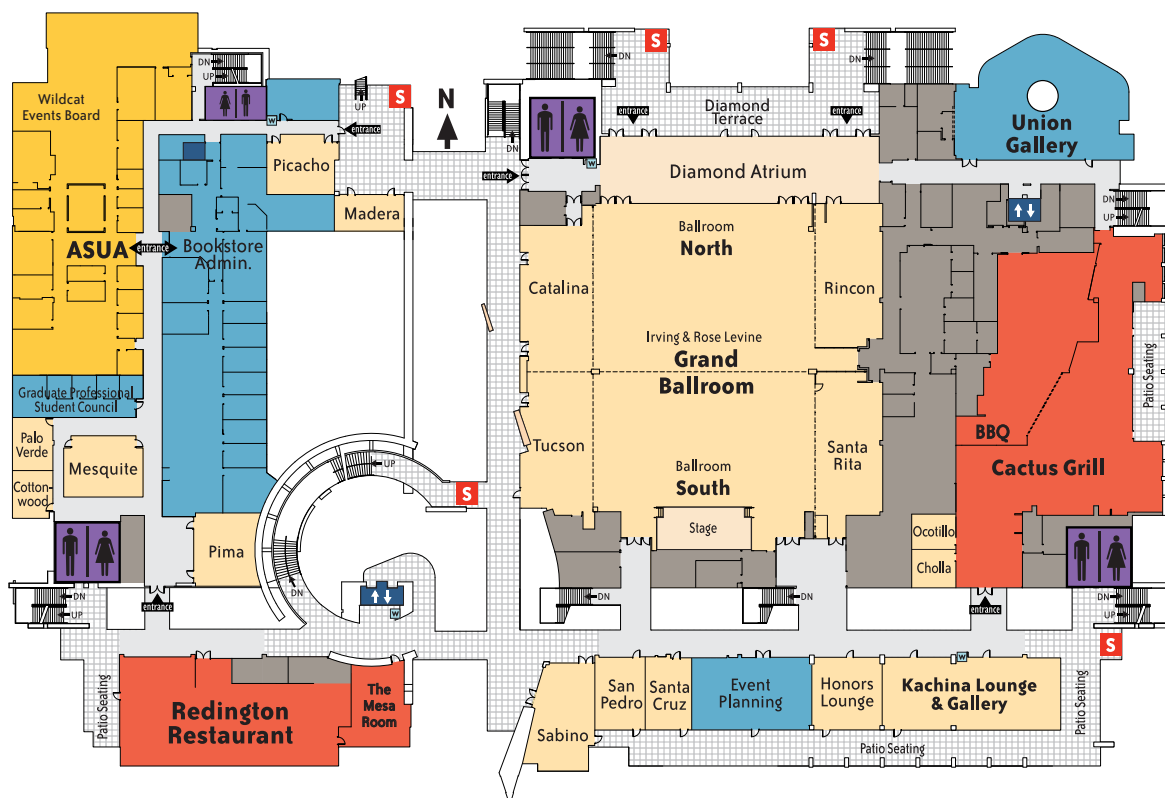 S
S
DN
UP
Wildcat
Events Board
UP
S
N
DN
DN
DN
entrance
Diamond
Terrace
entrance
Union
Gallery
W
entrance
Picacho
DN
W
entrance
Diamond Atrium
Madera
DN
UP
ASUA
entrance
Bookstore
Admin.
Ballroom
North
Catalina
Rincon
Irving & Rose Levine
Grand
Ballroom
Patio Seating
Graduate Professional
Student Council
Palo
Verde
Mesquite
Cotton-
wood
UP
S
Tucson
Santa
Rita
BBQ
Cactus Grill
Ballroom
South
Stage
Pima
Ocotillo
Cholla
DN
UP
entrance
DN
W
DN
DN
entrance
DN
UP
S
Patio Seating
Redington
Restaurant
The
Mesa
Room
Sabino
San
Pedro
Santa
Cruz
Event
Planning
Honors
Lounge
W
Kachina Lounge
& Gallery
Patio Seating
Patio Seating